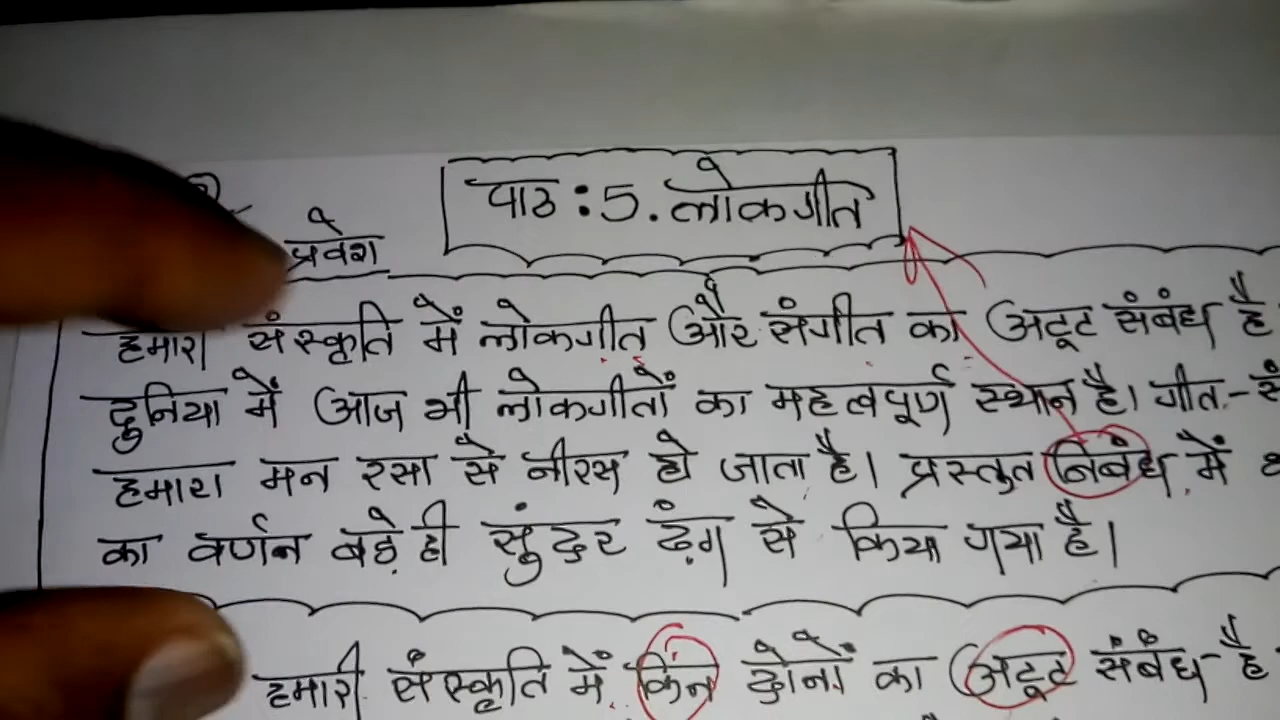 पाठ : 5. लोकगीत
प्रवेश
हमारा संस्कृति में लोकगीत और संगीत का अटूट संबंध है
दुनिया में आज भी लोकगीतों का महत्वपूर्ण स्थान है। गीत-सं
हमारा मन रसा से नीरस हो जाता है। प्रस्तुत निबंध में
का वर्णन बड़े ही सुंदर ढंग से किया गया है।
हमारी संस्कृति में किन दोनों का अटूट संबंध है